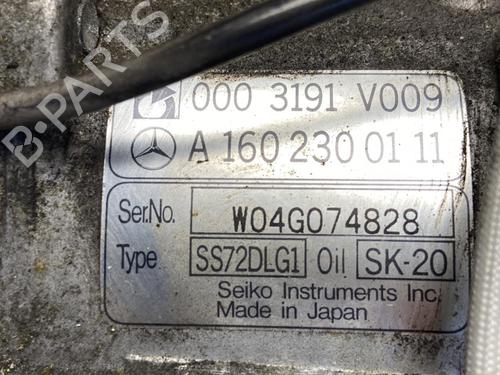 000 3191 V009
A 160 230 01 11
Ser.No. W04G074828
Type SS72DLG1 Oil SK-20
Seiko Instruments Inc.
Made in Japan